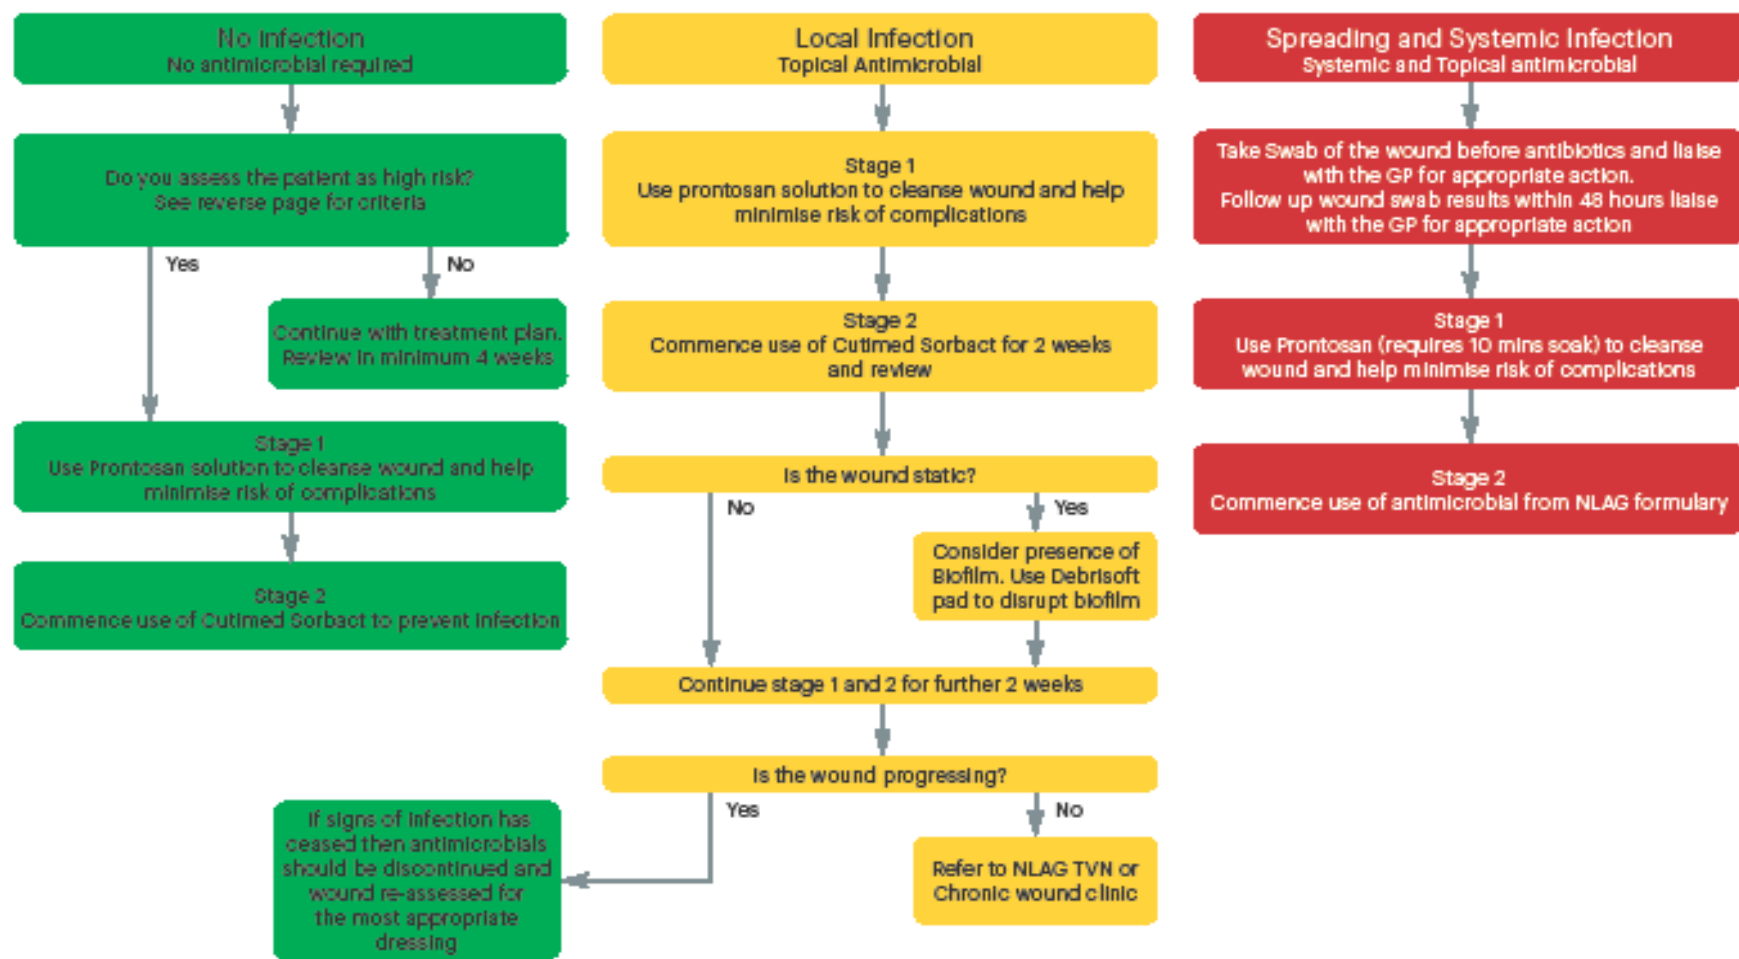 No infection
No antimicrobial required
Do you assess the patient as high risk?
See reverse page for criteria
Yes
No
Continue with treatment plan.
Review in minimum 4 weeks
Stage 1
Use Prontosan solution to cleanse wound and help
minimise risk of complications
Stage 2
Commence use of Cutimed Sorbact to prevent infection
Local Infection
Topical Antimicrobial
Stage 1
Use prontosan solution to cleanse wound and help
minimise risk of complications
Stage 2
Commence use of Cutimed Sorbact for 2 weeks
and review
Is the wound static?
No
Yes
Consider presence of
Biofilm. Use Debrisoft
pad to disrupt biofilm
Continue stage 1 and 2 for further 2 weeks
Is the wound progressing?
Yes
No
If signs of infection has
ceased then antimicrobials
should be discontinued and
wound re-assessed for
the most appropriate
dressing
Refer to NLAG TVN or
Chronic wound clinic
Spreading and Systemic Infection
Systemic and Topical antimicrobial
Take Swab of the wound before antibiotics and liaise
with the GP for appropriate action.
Follow up wound swab results within 48 hours liaise
with the GP for appropriate action
Stage 1
Use Prontosan (requires 10 mins soak) to cleanse
wound and help minimise risk of complications
Stage 2
Commence use of antimicrobial from NLAG formulary